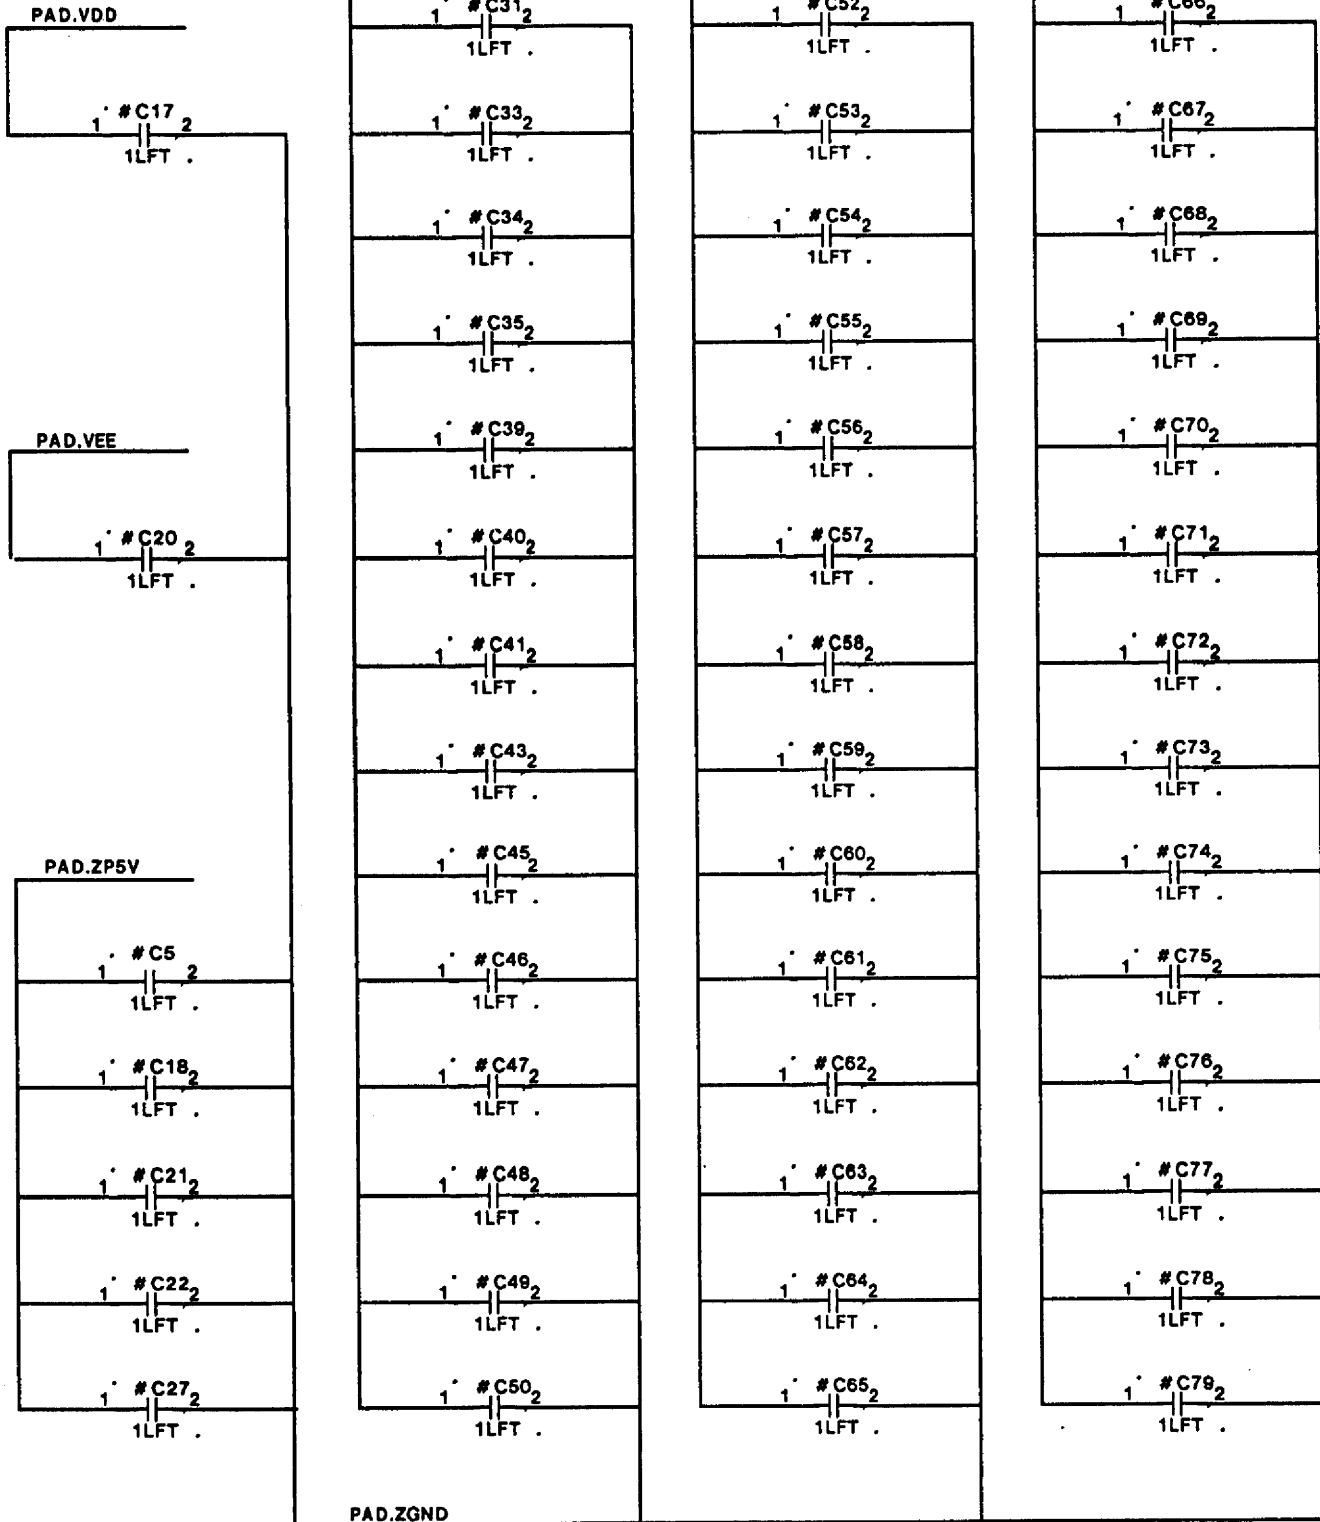 PAD.VDD
#C17
1 2
1LFT .
PAD.VEE
#C20
1 2
1LFT .
PAD.ZP5V
#C5
1 2
1LFT .
#C18
1 2
1LFT .
#C21
1 2
1LFT .
#C22
1 2
1LFT .
#C27
1 2
1LFT .
#C31
1 2
1LFT .
#C33
1 2
1LFT .
#C34
1 2
1LFT .
#C35
1 2
1LFT .
#C39
1 2
1LFT .
#C40
1 2
1LFT .
#C41
1 2
1LFT .
#C43
1 2
1LFT .
#C45
1 2
1LFT .
#C46
1 2
1LFT .
#C47
1 2
1LFT .
#C48
1 2
1LFT .
#C49
1 2
1LFT .
#C50
1 2
1LFT .
PAD.ZGND
#C52
1 2
1LFT .
#C53
1 2
1LFT .
#C54
1 2
1LFT .
#C55
1 2
1LFT .
#C56
1 2
1LFT .
#C57
1 2
1LFT .
#C58
1 2
1LFT .
#C59
1 2
1LFT .
#C60
1 2
1LFT .
#C61
1 2
1LFT .
#C62
1 2
1LFT .
#C63
1 2
1LFT .
#C64
1 2
1LFT .
#C65
1 2
1LFT .
#C66
1 2
1LFT .
#C67
1 2
1LFT .
#C68
1 2
1LFT .
#C69
1 2
1LFT .
#C70
1 2
1LFT .
#C71
1 2
1LFT .
#C72
1 2
1LFT .
#C73
1 2
1LFT .
#C74
1 2
1LFT .
#C75
1 2
1LFT .
#C76
1 2
1LFT .
#C77
1 2
1LFT .
#C78
1 2
1LFT .
#C79
1 2
1LFT .